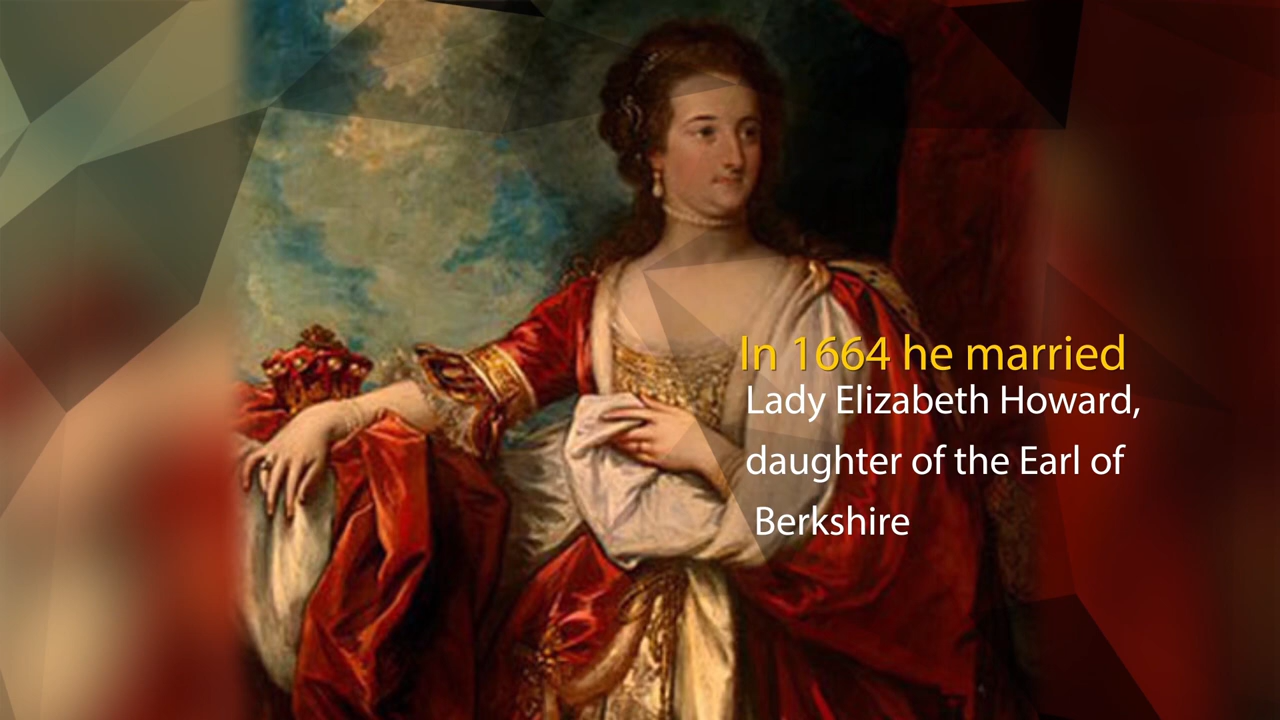 In 1664 he married
Lady Elizabeth Howard,
daughter of the Earl of
Berkshire